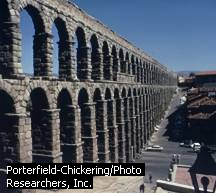 Porterfield-Chickering/Photo
Researchers, Inc.